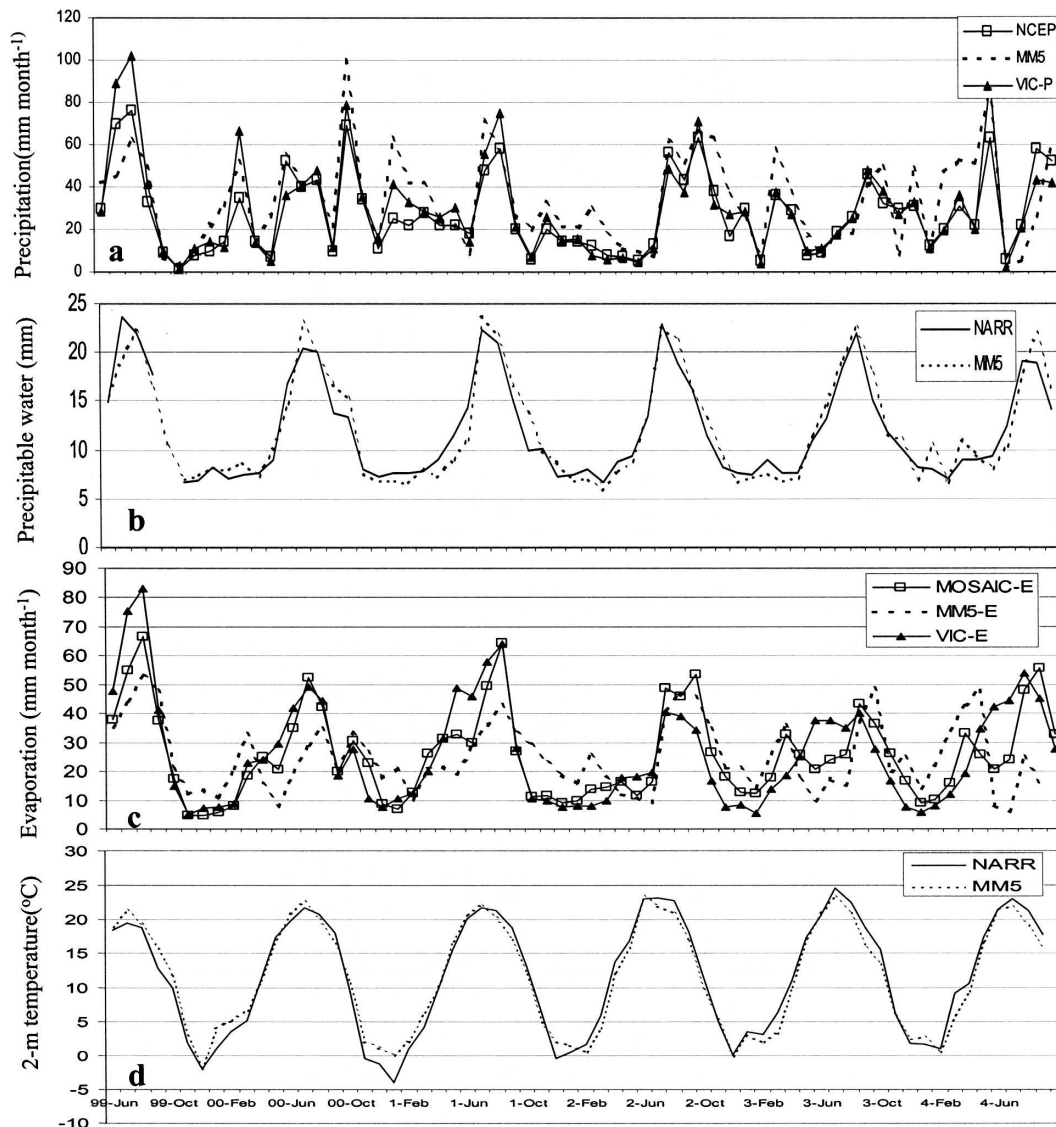 Precipitation(mm month-1)
120
100
80
60
40
20
0
NCEP
MM5
VIC-P
a
Precipitable water (mm)
25
20
15
10
5
0
NARR
MM5
b
Evaporation (mm month-1)
90
80
70
60
50
40
30
20
10
0
MOSAIC-E
MM5-E
VIC-E
c
2-m temperature(°C)
30
25
20
15
10
5
0
-5
-10
NARR
MM5
d
99-Jun 99-Oct 00-Feb 00-Jun 00-Oct 1-Feb 1-Jun 1-Oct 2-Feb 2-Jun 2-Oct 3-Feb 3-Jun 3-Oct 4-Feb 4-Jun